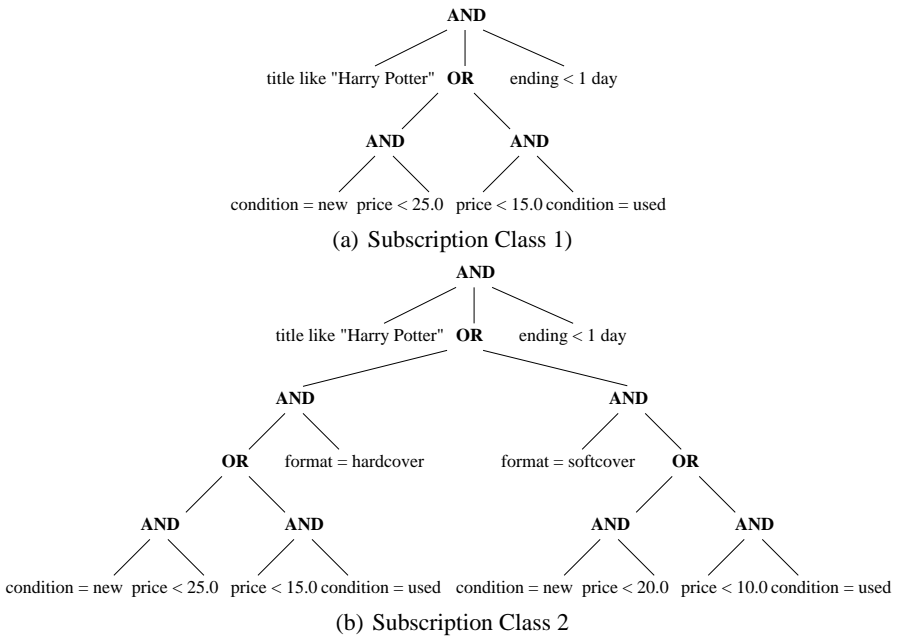 AND
title like "Harry Potter" OR ending < 1 day
AND AND
condition = new price < 25.0 price < 15.0 condition = used
(a) Subscription Class 1)
AND
title like "Harry Potter" OR ending < 1 day
AND AND
OR format = hardcover format = softcover OR
AND AND AND AND
condition = new price < 25.0 price < 15.0 condition = used condition = new price < 20.0 price < 10.0 condition = used
(b) Subscription Class 2